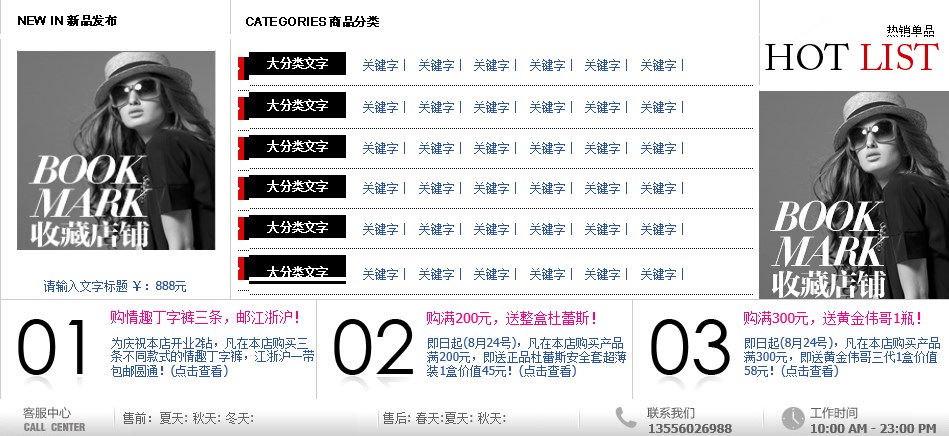 NEW IN 新品发布
BOOK
MARK
收藏店铺
请输入文字标题 ¥：888元
CATEGORIES 商品分类
大分类文字 关键字 | 关键字 | 关键字 | 关键字 | 关键字 | 关键字 |
大分类文字 关键字 | 关键字 | 关键字 | 关键字 | 关键字 | 关键字 |
大分类文字 关键字 | 关键字 | 关键字 | 关键字 | 关键字 | 关键字 |
大分类文字 关键字 | 关键字 | 关键字 | 关键字 | 关键字 | 关键字 |
大分类文字 关键字 | 关键字 | 关键字 | 关键字 | 关键字 | 关键字 |
大分类文字 关键字 | 关键字 | 关键字 | 关键字 | 关键字 | 关键字 |
热销单品
HOT LIST
BOOK
MARK
收藏店铺
01
购情趣丁字裤三条，邮江浙沪！
为庆祝本店开业2钻，凡在本店购买三
条不同款式的情趣丁字裤，江浙沪一带
包邮圆通！(点击查看)
02
购满200元，送整盒杜蕾斯！
即日起(8月24号)，凡在本店购买产品
满200元，即送正品杜蕾斯安全套超薄
装1盒价值45元！(点击查看)
03
购满300元，送黄金伟哥1瓶！
即日起(8月24号)，凡在本店购买产品
满300元，即送黄金伟哥三代1盒价值
58元！(点击查看)
客服中心
CALL CENTER
售前：夏天: 秋天: 冬天:
售后: 春天:夏天: 秋天:
联系我们
13556026988
工作时间
10:00 AM - 23:00 PM